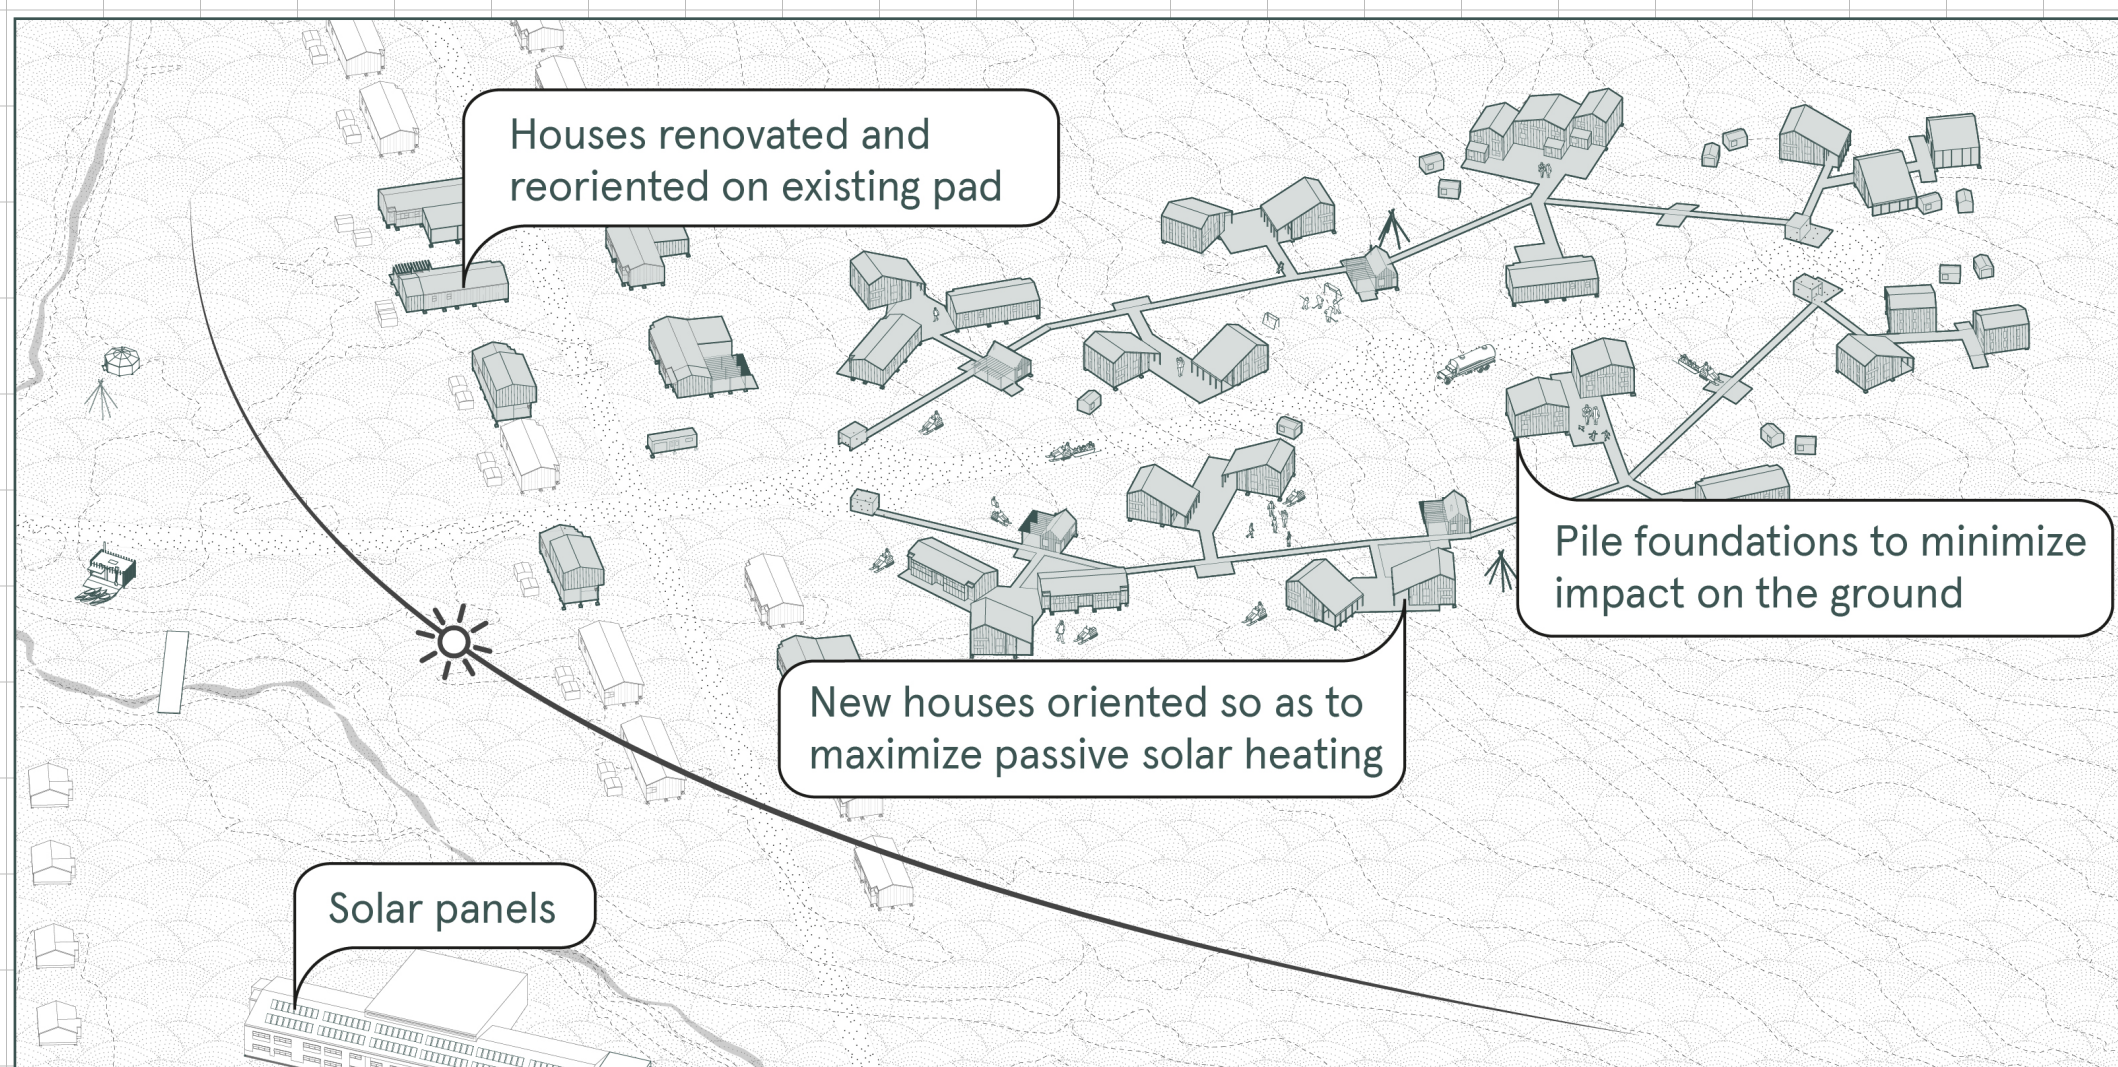 Houses renovated and
reoriented on existing pad
Pile foundations to minimize
impact on the ground
New houses oriented so as to
maximize passive solar heating
Solar panels